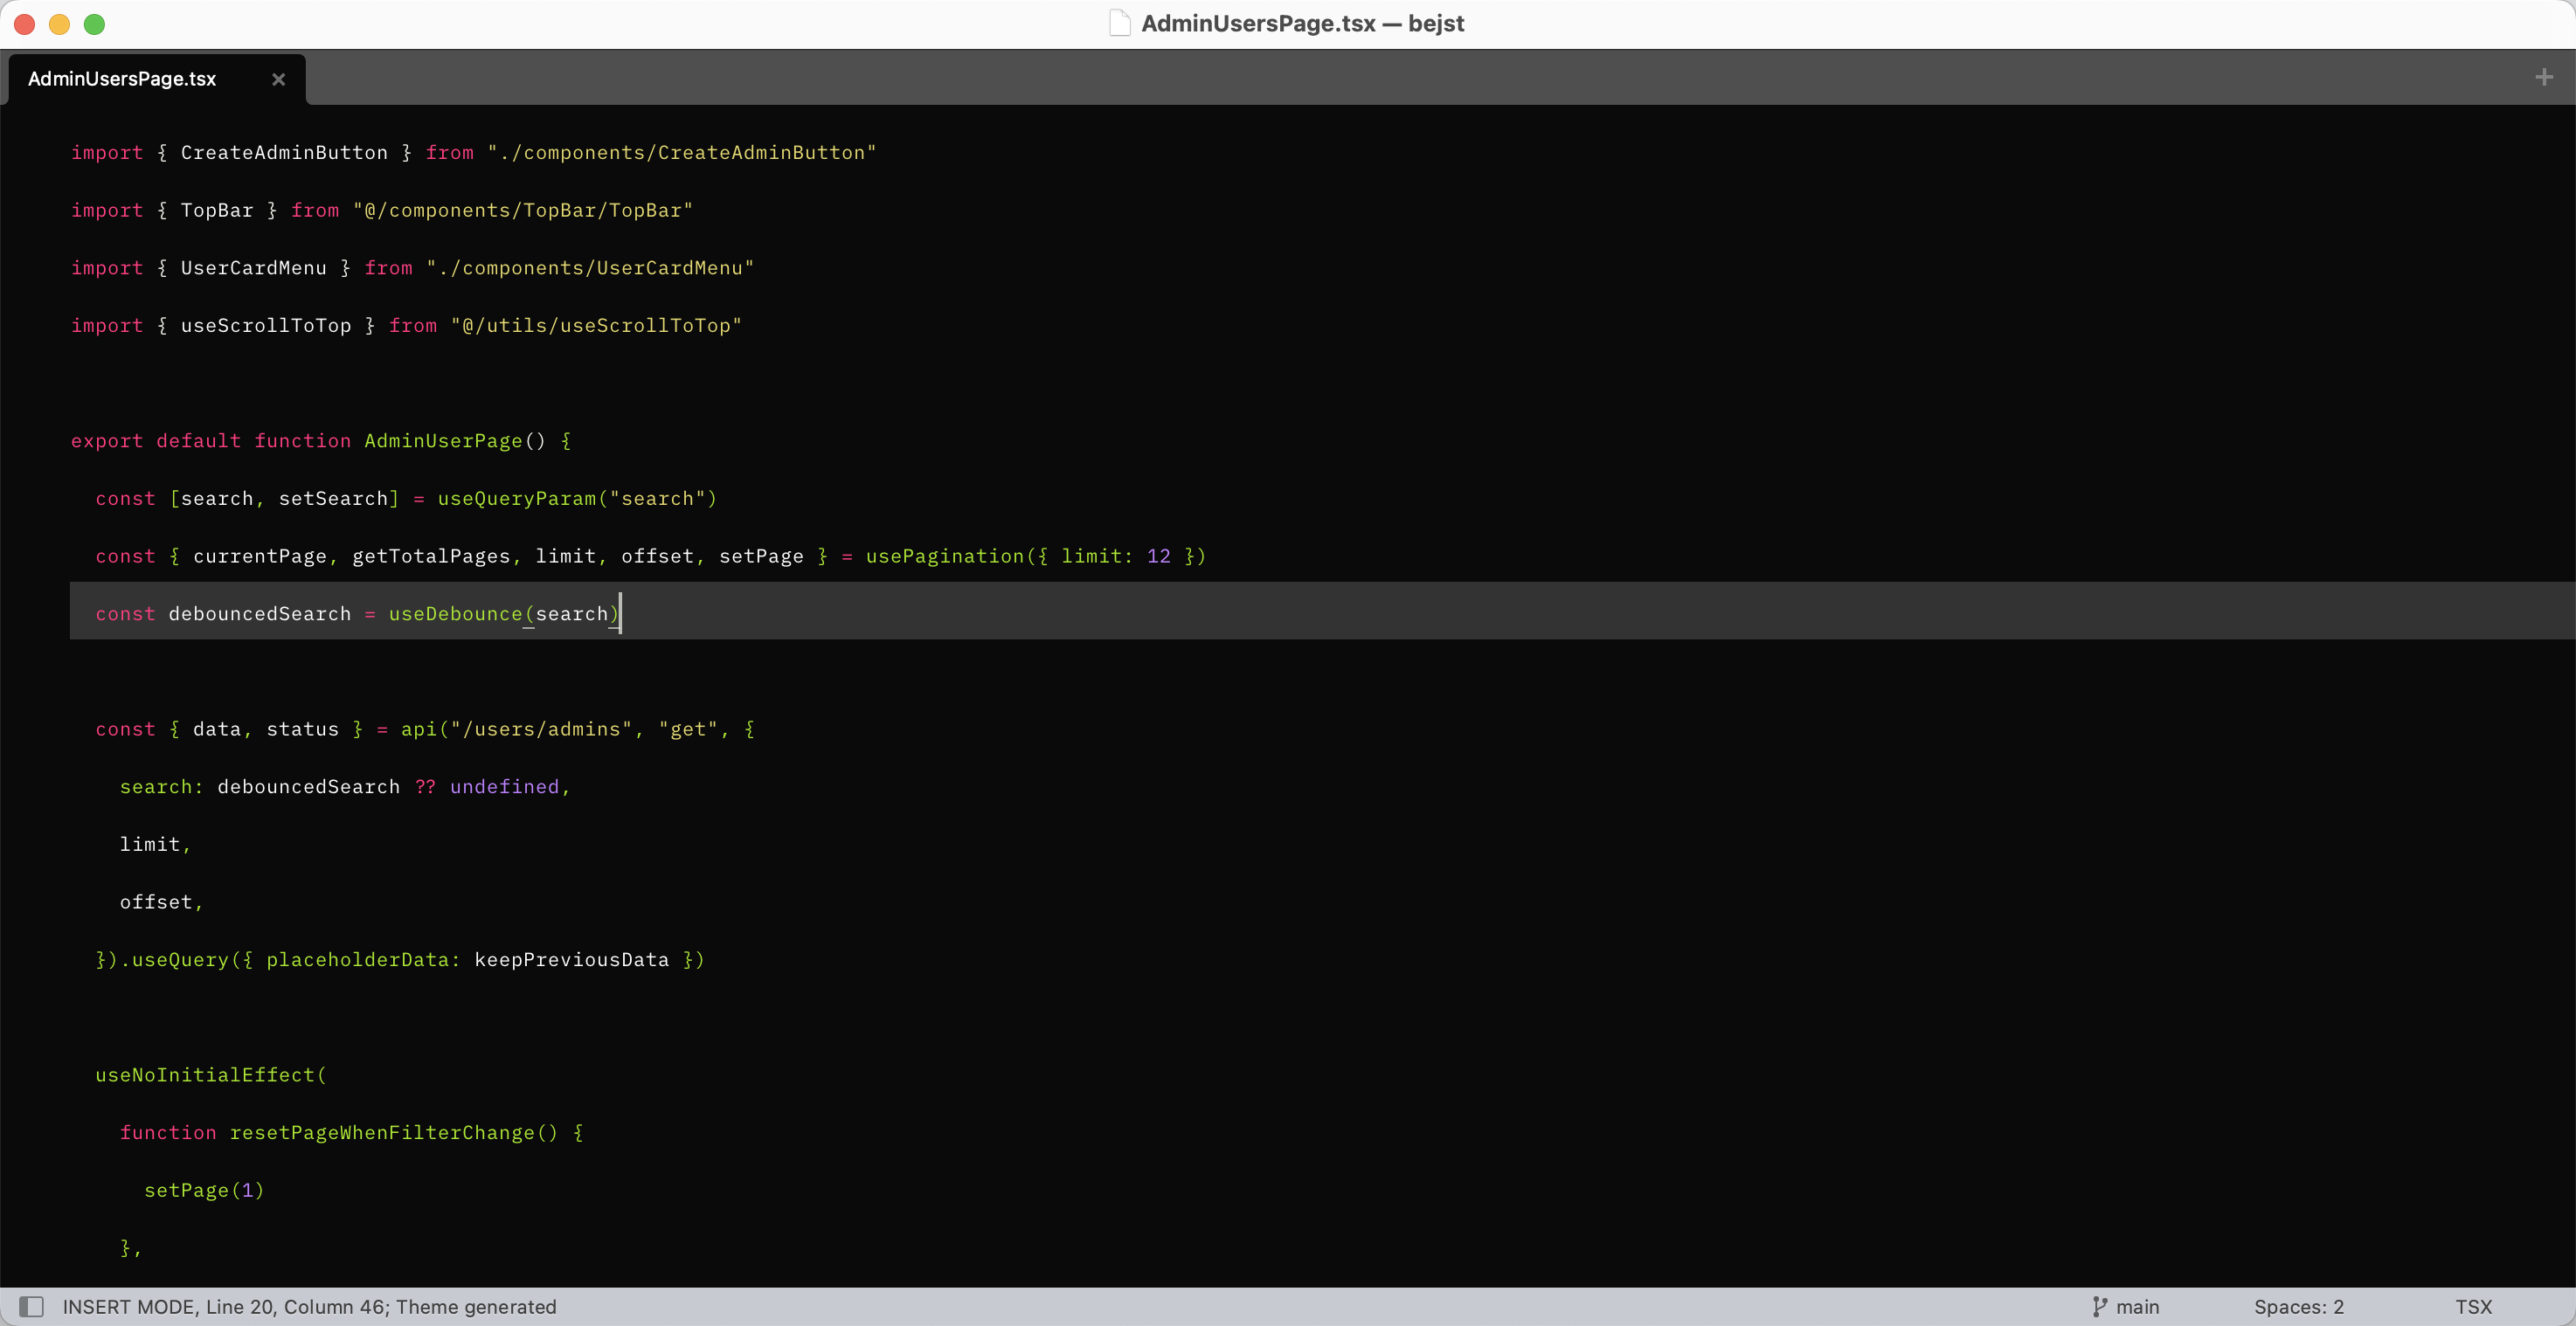 AdminUsersPage.tsx — bejst
AdminUsersPage.tsx
import { CreateAdminButton } from "./components/CreateAdminButton"
import { TopBar } from "@/components/TopBar/TopBar"
import { UserCardMenu } from "./components/UserCardMenu"
import { useScrollToTop } from "@/utils/useScrollToTop"
export default function AdminUserPage() {
  const [search, setSearch] = useQueryParam("search")
  const { currentPage, getTotalPages, limit, offset, setPage } = usePagination({ limit: 12 })
  const debouncedSearch = useDebounce(search)
  const { data, status } = api("/users/admins", "get", {
    search: debouncedSearch ?? undefined,
    limit,
    offset,
  }).useQuery({ placeholderData: keepPreviousData })
  useNoInitialEffect(
    function resetPageWhenFilterChange() {
      setPage(1)
    },
INSERT MODE, Line 20, Column 46; Theme generated main Spaces: 2 TSX